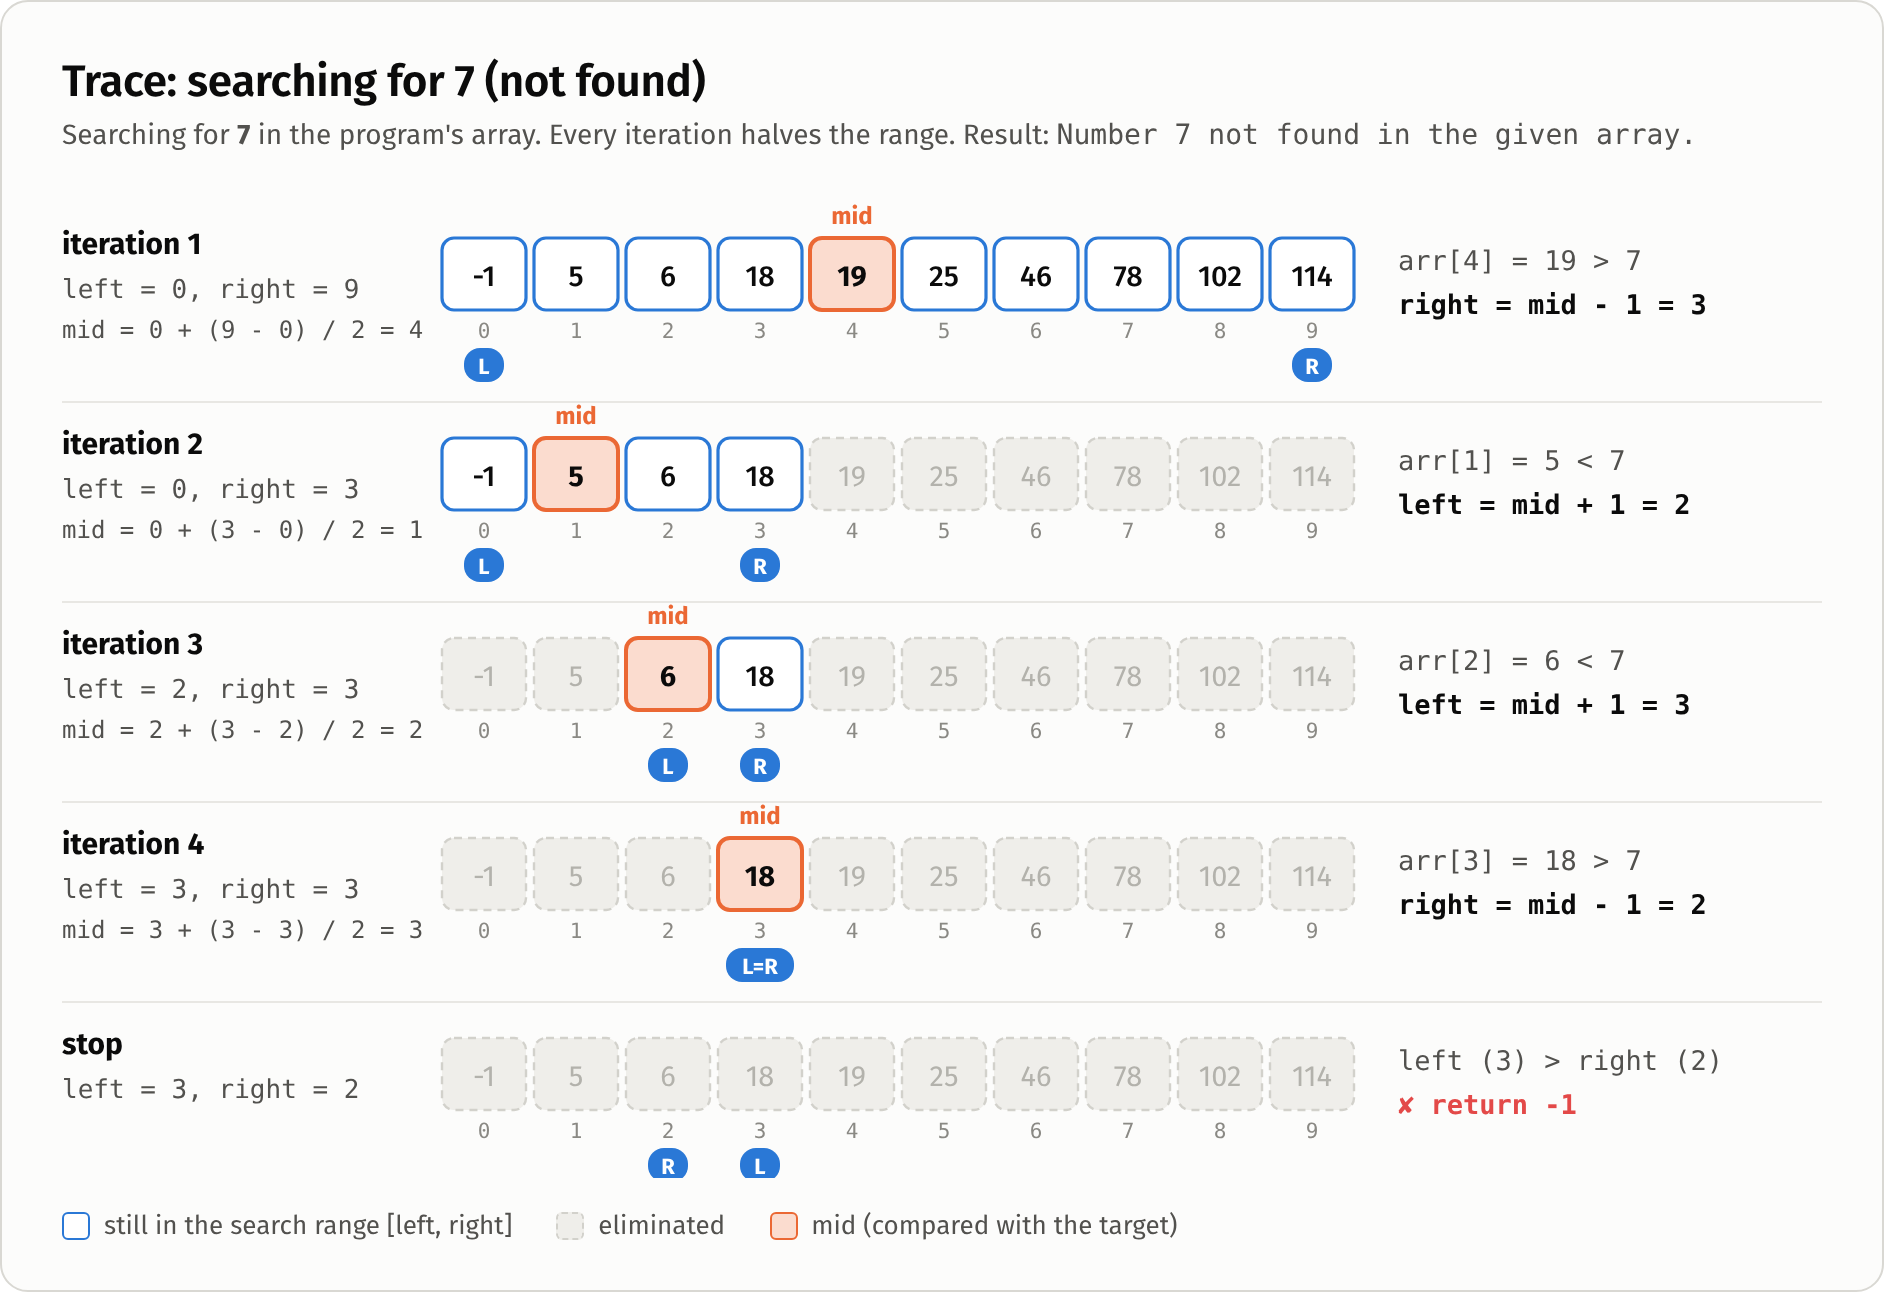 Trace: searching for 7 (not found)
Searching for 7 in the program's array. Every iteration halves the range. Result: Number 7 not found in the given array.
mid
iteration 1
left = 0, right = 9
mid = 0 + (9 - 0) / 2 = 4
-1 5 6 18 19 25 46 78 102 114
0 1 2 3 4 5 6 7 8 9
L R
arr[4] = 19 > 7
right = mid - 1 = 3
mid
iteration 2
left = 0, right = 3
mid = 0 + (3 - 0) / 2 = 1
-1 5 6 18 19 25 46 78 102 114
0 1 2 3 4 5 6 7 8 9
L R
arr[1] = 5 < 7
left = mid + 1 = 2
mid
iteration 3
left = 2, right = 3
mid = 2 + (3 - 2) / 2 = 2
-1 5 6 18 19 25 46 78 102 114
0 1 2 3 4 5 6 7 8 9
L R
arr[2] = 6 < 7
left = mid + 1 = 3
mid
iteration 4
left = 3, right = 3
mid = 3 + (3 - 3) / 2 = 3
-1 5 6 18 19 25 46 78 102 114
0 1 2 3 4 5 6 7 8 9
L=R
arr[3] = 18 > 7
right = mid - 1 = 2
stop
left = 3, right = 2
-1 5 6 18 19 25 46 78 102 114
0 1 2 3 4 5 6 7 8 9
R L
left (3) > right (2)
✘ return -1
still in the search range [left, right]
eliminated
mid (compared with the target)